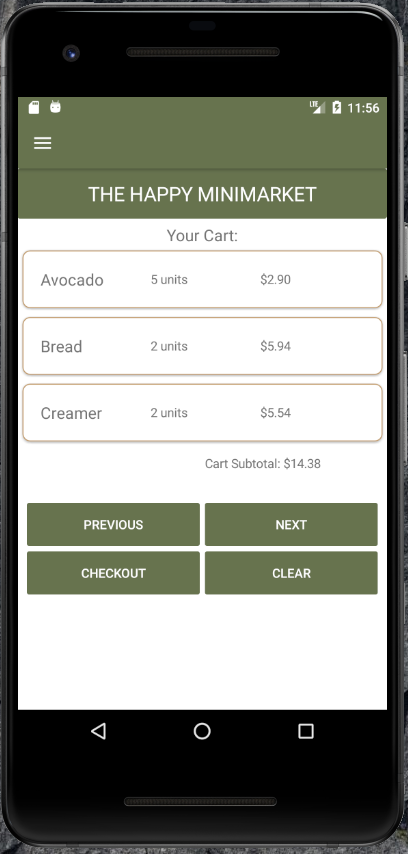 LTE 11:56
THE HAPPY MINIMARKET
Your Cart:
Avocado 5 units $2.90
Bread 2 units $5.94
Creamer 2 units $5.54
Cart Subtotal: $14.38
PREVIOUS NEXT
CHECKOUT CLEAR